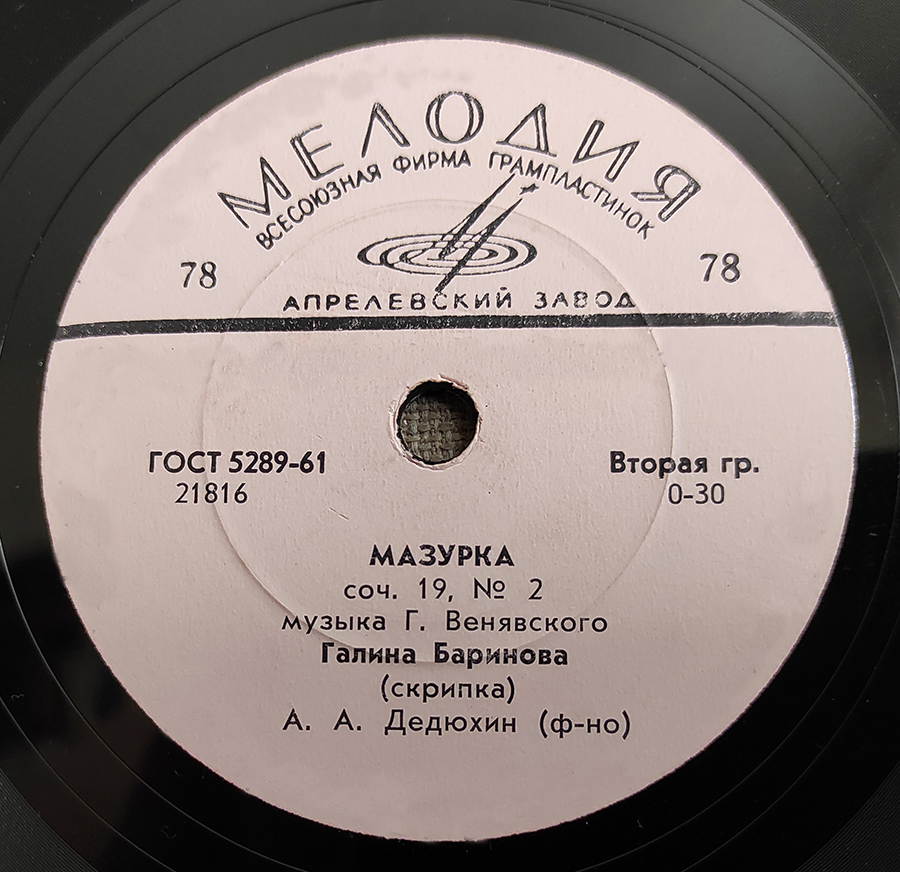 МЕЛОДИЯ
ВСЕСОЮЗНАЯ ФИРМА ГРАМПЛАСТИНОК
78 78
АПРЕЛЕВСКИЙ ЗАВОД
ГОСТ 5289-61 Вторая гр.
21816 0-30
МАЗУРКА
соч. 19, № 2
музыка Г. Венявского
Галина Баринова
(скрипка)
А. А. Дедюхин (ф-но)